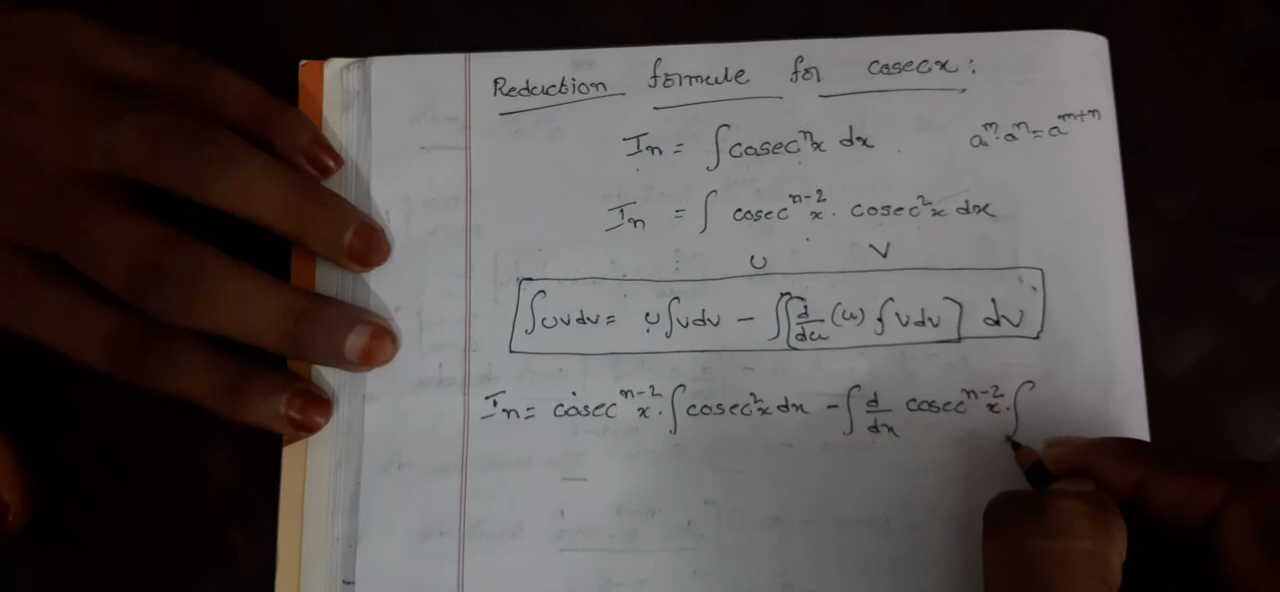 Reduction formule for cosecx:
In = ∫cosecⁿx dx aᵐ.aⁿ=aᵐ⁺ⁿ
In = ∫ cosecⁿ⁻²x . cosec²x dx
U V
∫uvdv = u∫vdv - ∫[d/du (u) ∫vdv] dv
In = cosecⁿ⁻²x . ∫cosec²x dx - ∫ d/dx cosecⁿ⁻²x . ∫